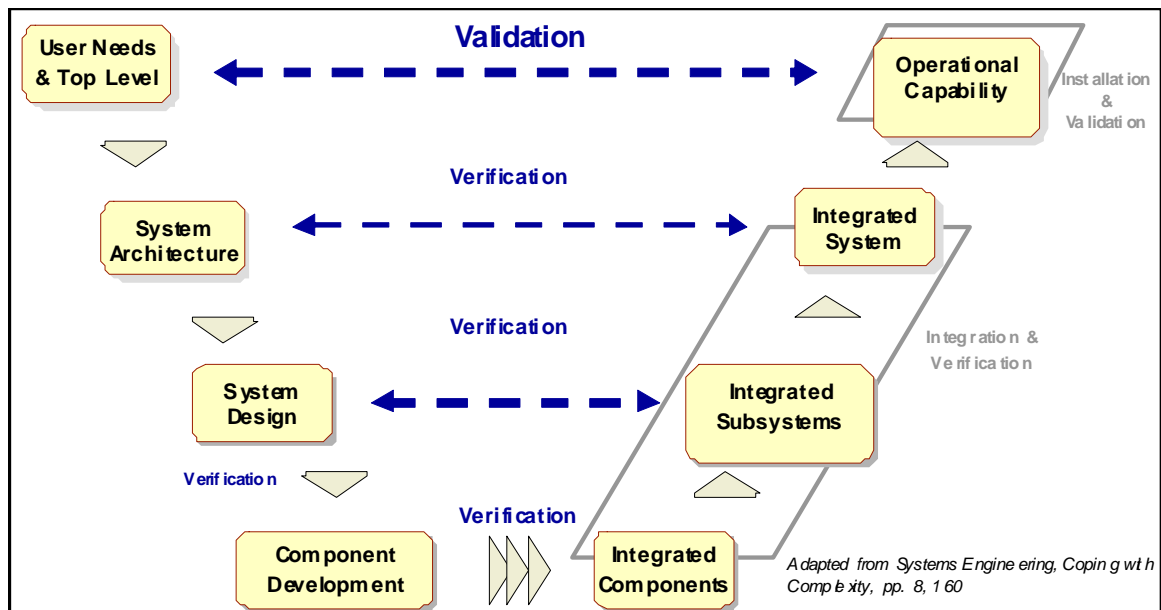 User Needs
& Top Level
Validation
Operational
Capability
Installation
&
Validation
Verification
System
Architecture
Integrated
System
Verification
Integration &
Verification
System
Design
Integrated
Subsystems
Verification
Verification
Component
Development
Integrated
Components
Adapted from Systems Engineering, Coping with
Complexity, pp. 8, 160